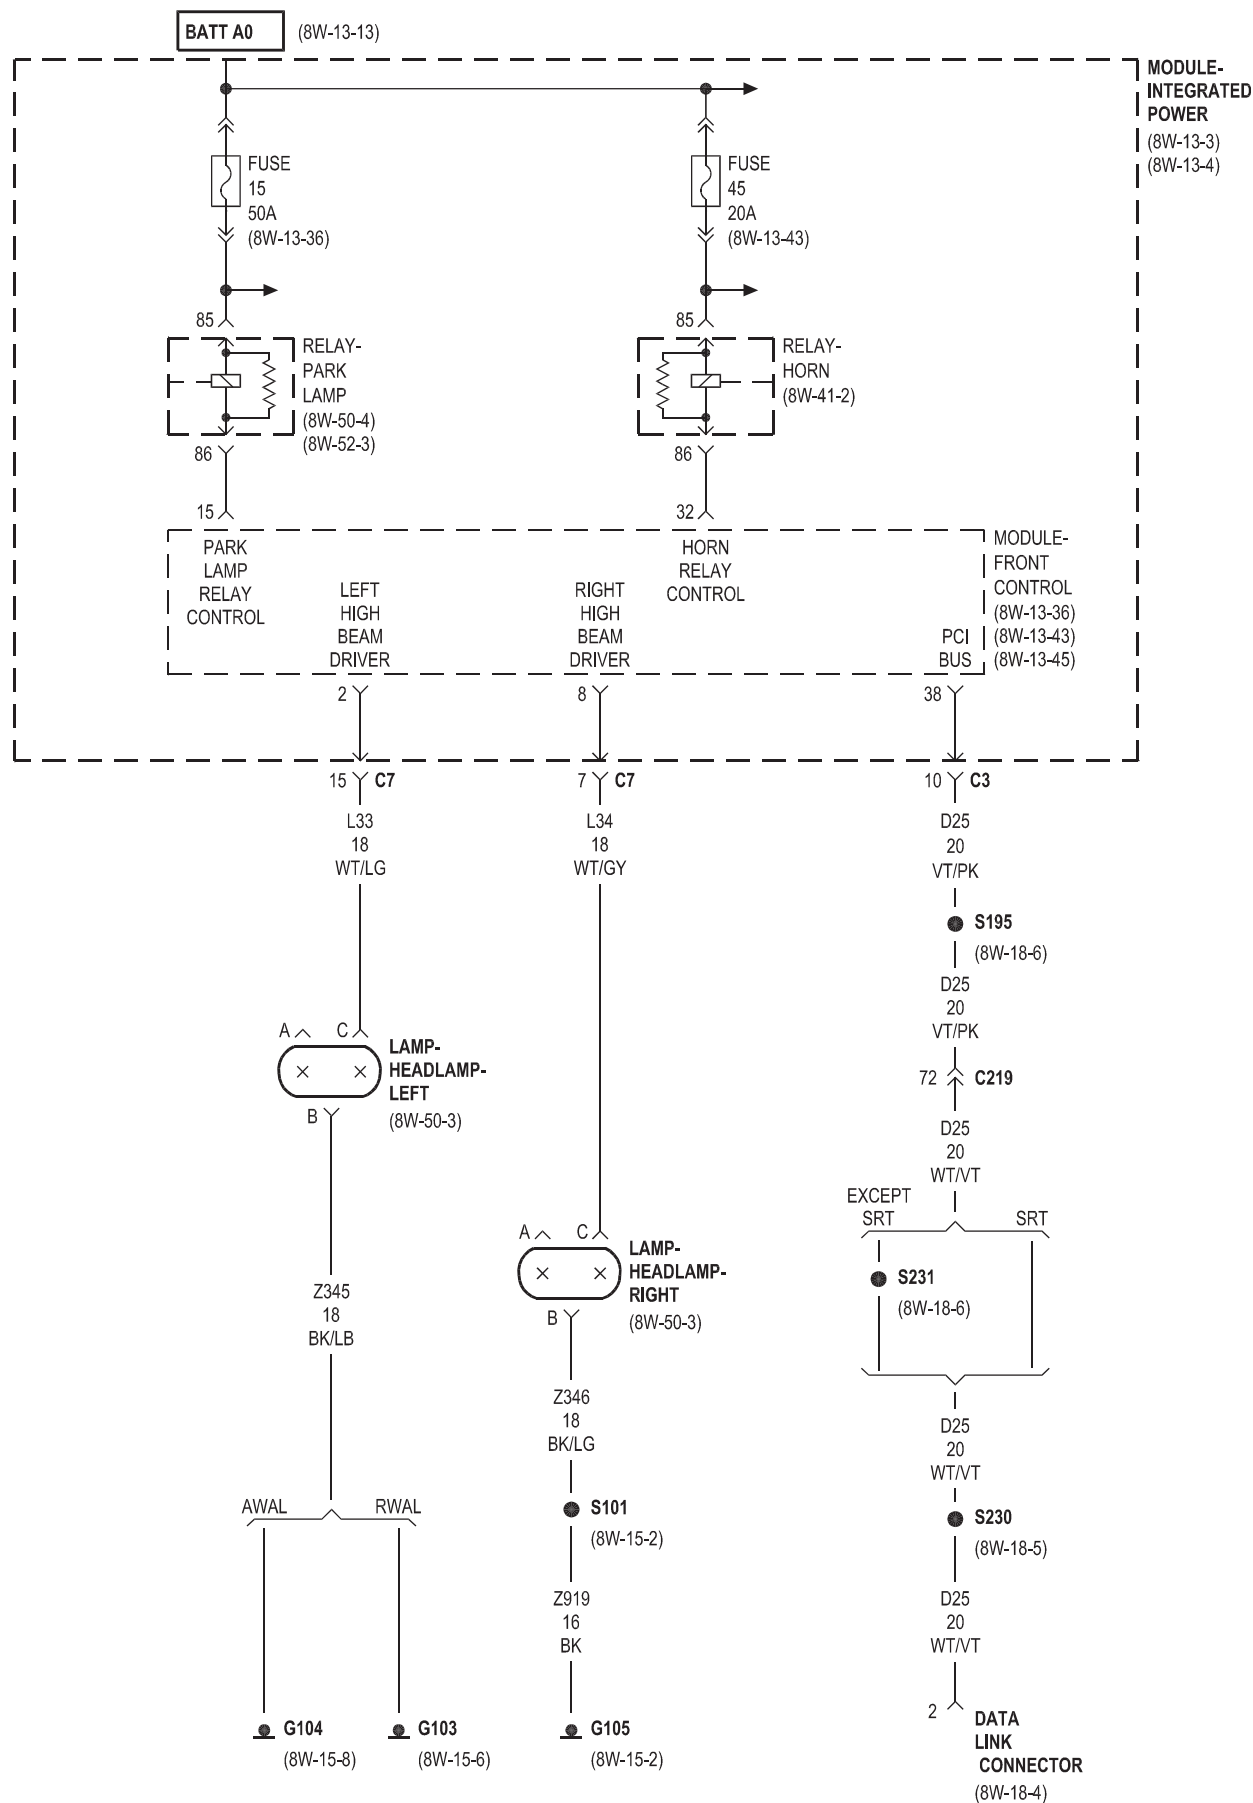 BATT A0 (8W-13-13)
MODULE-
INTEGRATED
POWER
(8W-13-3)
(8W-13-4)
FUSE
15
50A
(8W-13-36)
FUSE
45
20A
(8W-13-43)
85
RELAY-
PARK
LAMP
(8W-50-4)
(8W-52-3)
86
85
RELAY-
HORN
(8W-41-2)
86
15
32
PARK
LAMP
RELAY
CONTROL
LEFT
HIGH
BEAM
DRIVER
RIGHT
HIGH
BEAM
DRIVER
HORN
RELAY
CONTROL
PCI
BUS
MODULE-
FRONT
CONTROL
(8W-13-36)
(8W-13-43)
(8W-13-45)
2
8
38
15 C7
7 C7
10 C3
L33
18
WT/LG
L34
18
WT/GY
D25
20
VT/PK
S195
(8W-18-6)
D25
20
VT/PK
72 C219
D25
20
WT/VT
A C
LAMP-
HEADLAMP-
LEFT
(8W-50-3)
B
EXCEPT
SRT
SRT
S231
(8W-18-6)
A C
LAMP-
HEADLAMP-
RIGHT
(8W-50-3)
B
Z345
18
BK/LB
Z346
18
BK/LG
D25
20
WT/VT
AWAL RWAL
S101
(8W-15-2)
S230
(8W-18-5)
Z919
16
BK
D25
20
WT/VT
G104
(8W-15-8)
G103
(8W-15-6)
G105
(8W-15-2)
2
DATA
LINK
CONNECTOR
(8W-18-4)